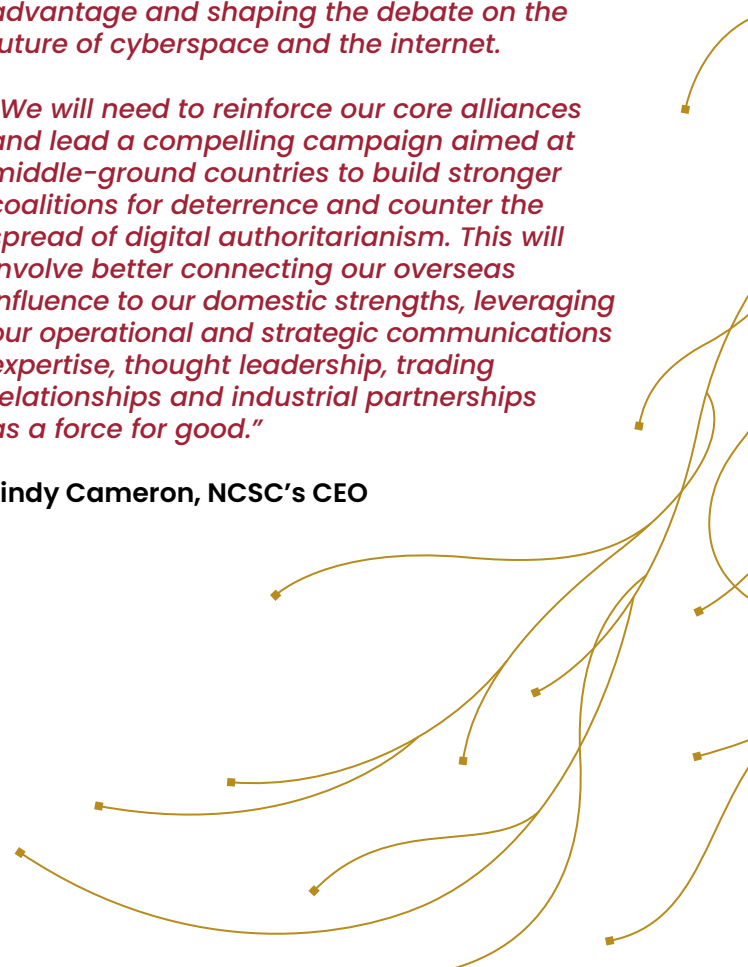 advantage and shaping the debate on the
uture of cyberspace and the internet.
We will need to reinforce our core alliances
and lead a compelling campaign aimed at
middle-ground countries to build stronger
coalitions for deterrence and counter the
spread of digital authoritarianism. This will
nvolve better connecting our overseas
nfluence to our domestic strengths, leveraging
our operational and strategic communications
expertise, thought leadership, trading
elationships and industrial partnerships
as a force for good.”
indy Cameron, NCSC’s CEO